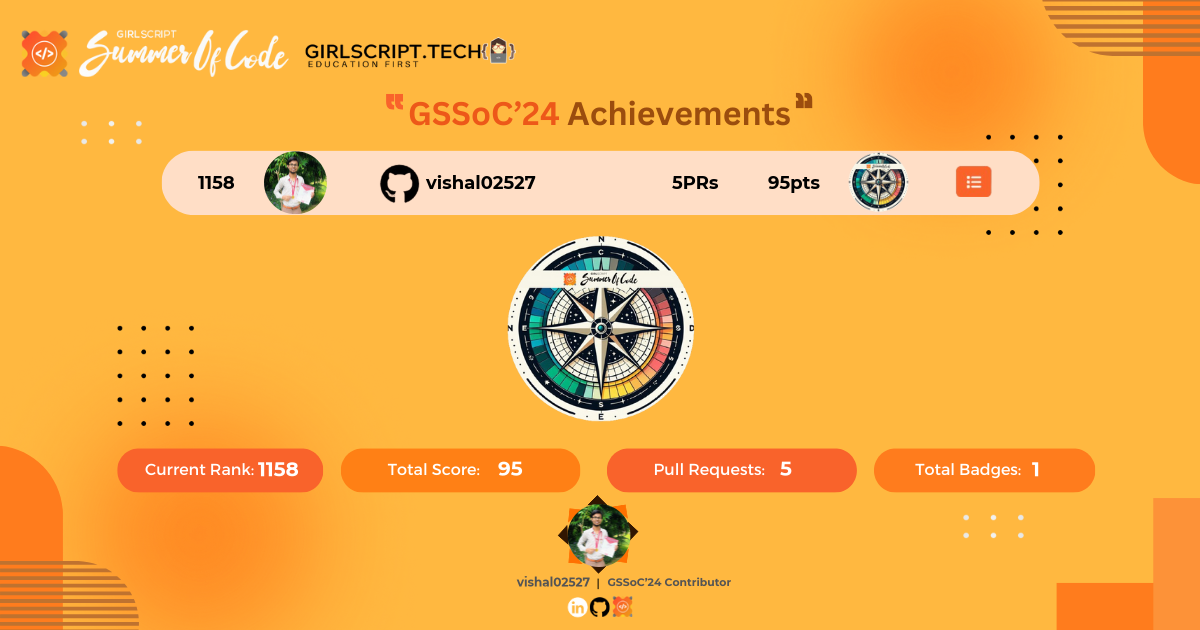 GIRLSCRIPT
Summer Of Code
GIRLSCRIPT.TECH
EDUCATION FIRST
"GSSoC’24 Achievements"
1158 vishal02527 5PRs 95pts
N
C
Summer Of Code
N E S D
S
E
Current Rank: 1158 Total Score: 95 Pull Requests: 5 Total Badges: 1
vishal02527 | GSSoC’24 Contributor
in